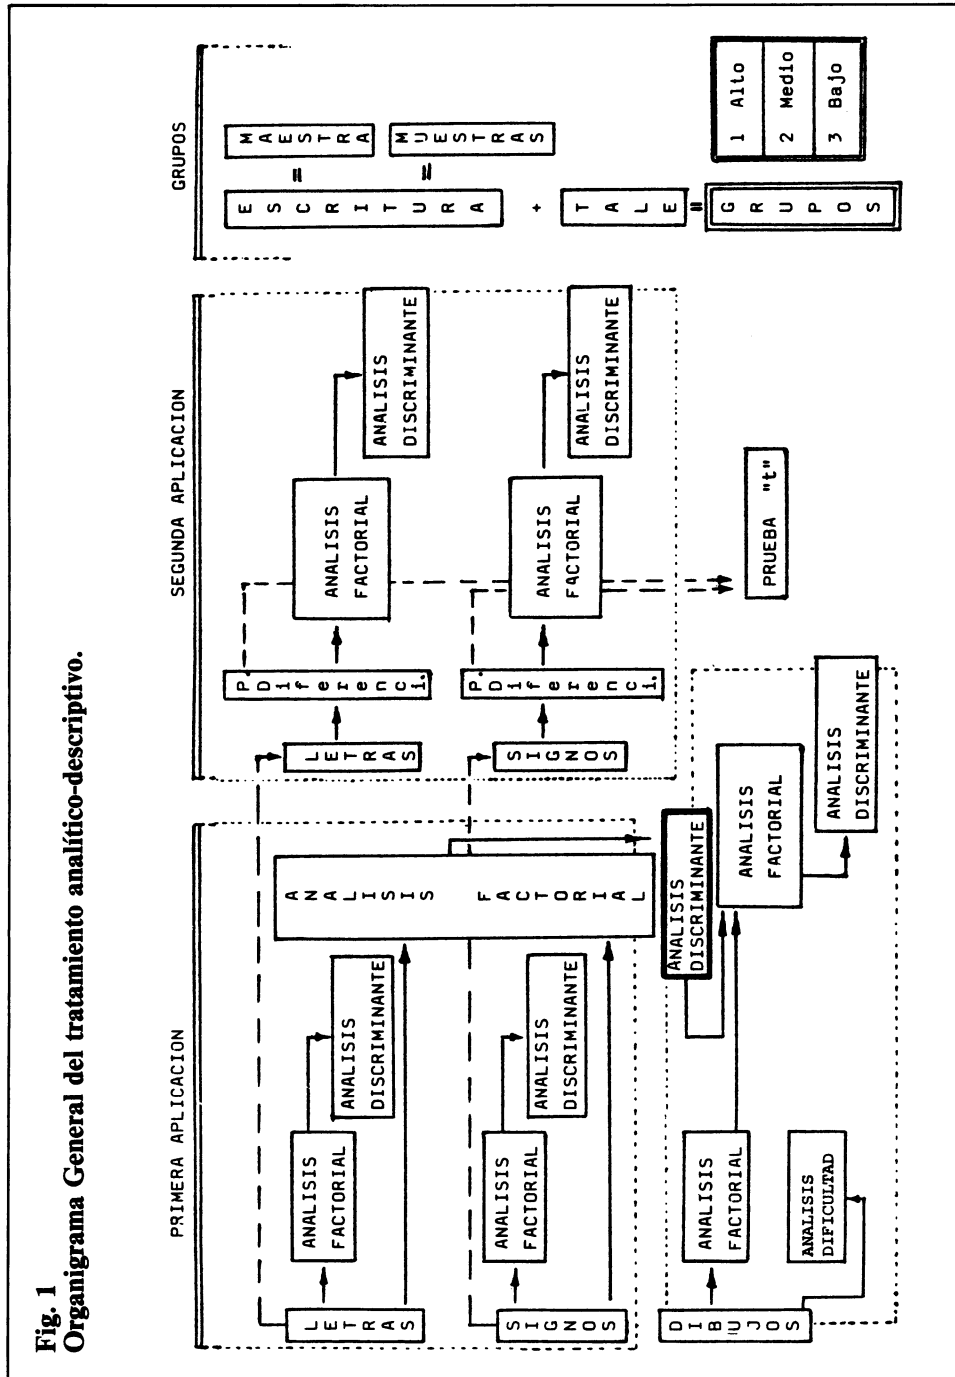 Fig. 1
Organigrama General del tratamiento analítico-descriptivo.
PRIMERA APLICACION
LETRAS
ANALISIS
FACTORIAL
ANALISIS
DISCRIMINANTE
SIGNOS
ANALISIS
FACTORIAL
ANALISIS
DISCRIMINANTE
ANALISIS FACTORIAL
DIBUJOS
ANALISIS
FACTORIAL
ANALISIS
DIFICULTAD
ANALISIS
DISCRIMINANTE
ANALISIS
FACTORIAL
ANALISIS
DISCRIMINANTE
SEGUNDA APLICACION
LETRAS
P. Diferenci.
ANALISIS
FACTORIAL
ANALISIS
DISCRIMINANTE
SIGNOS
P. Diferenci.
ANALISIS
FACTORIAL
ANALISIS
DISCRIMINANTE
PRUEBA "t"
GRUPOS
ESCRITURA = MAESTRA
= MUESTRAS
+
TALE
=
GRUPOS
1 Alto
2 Medio
3 Bajo